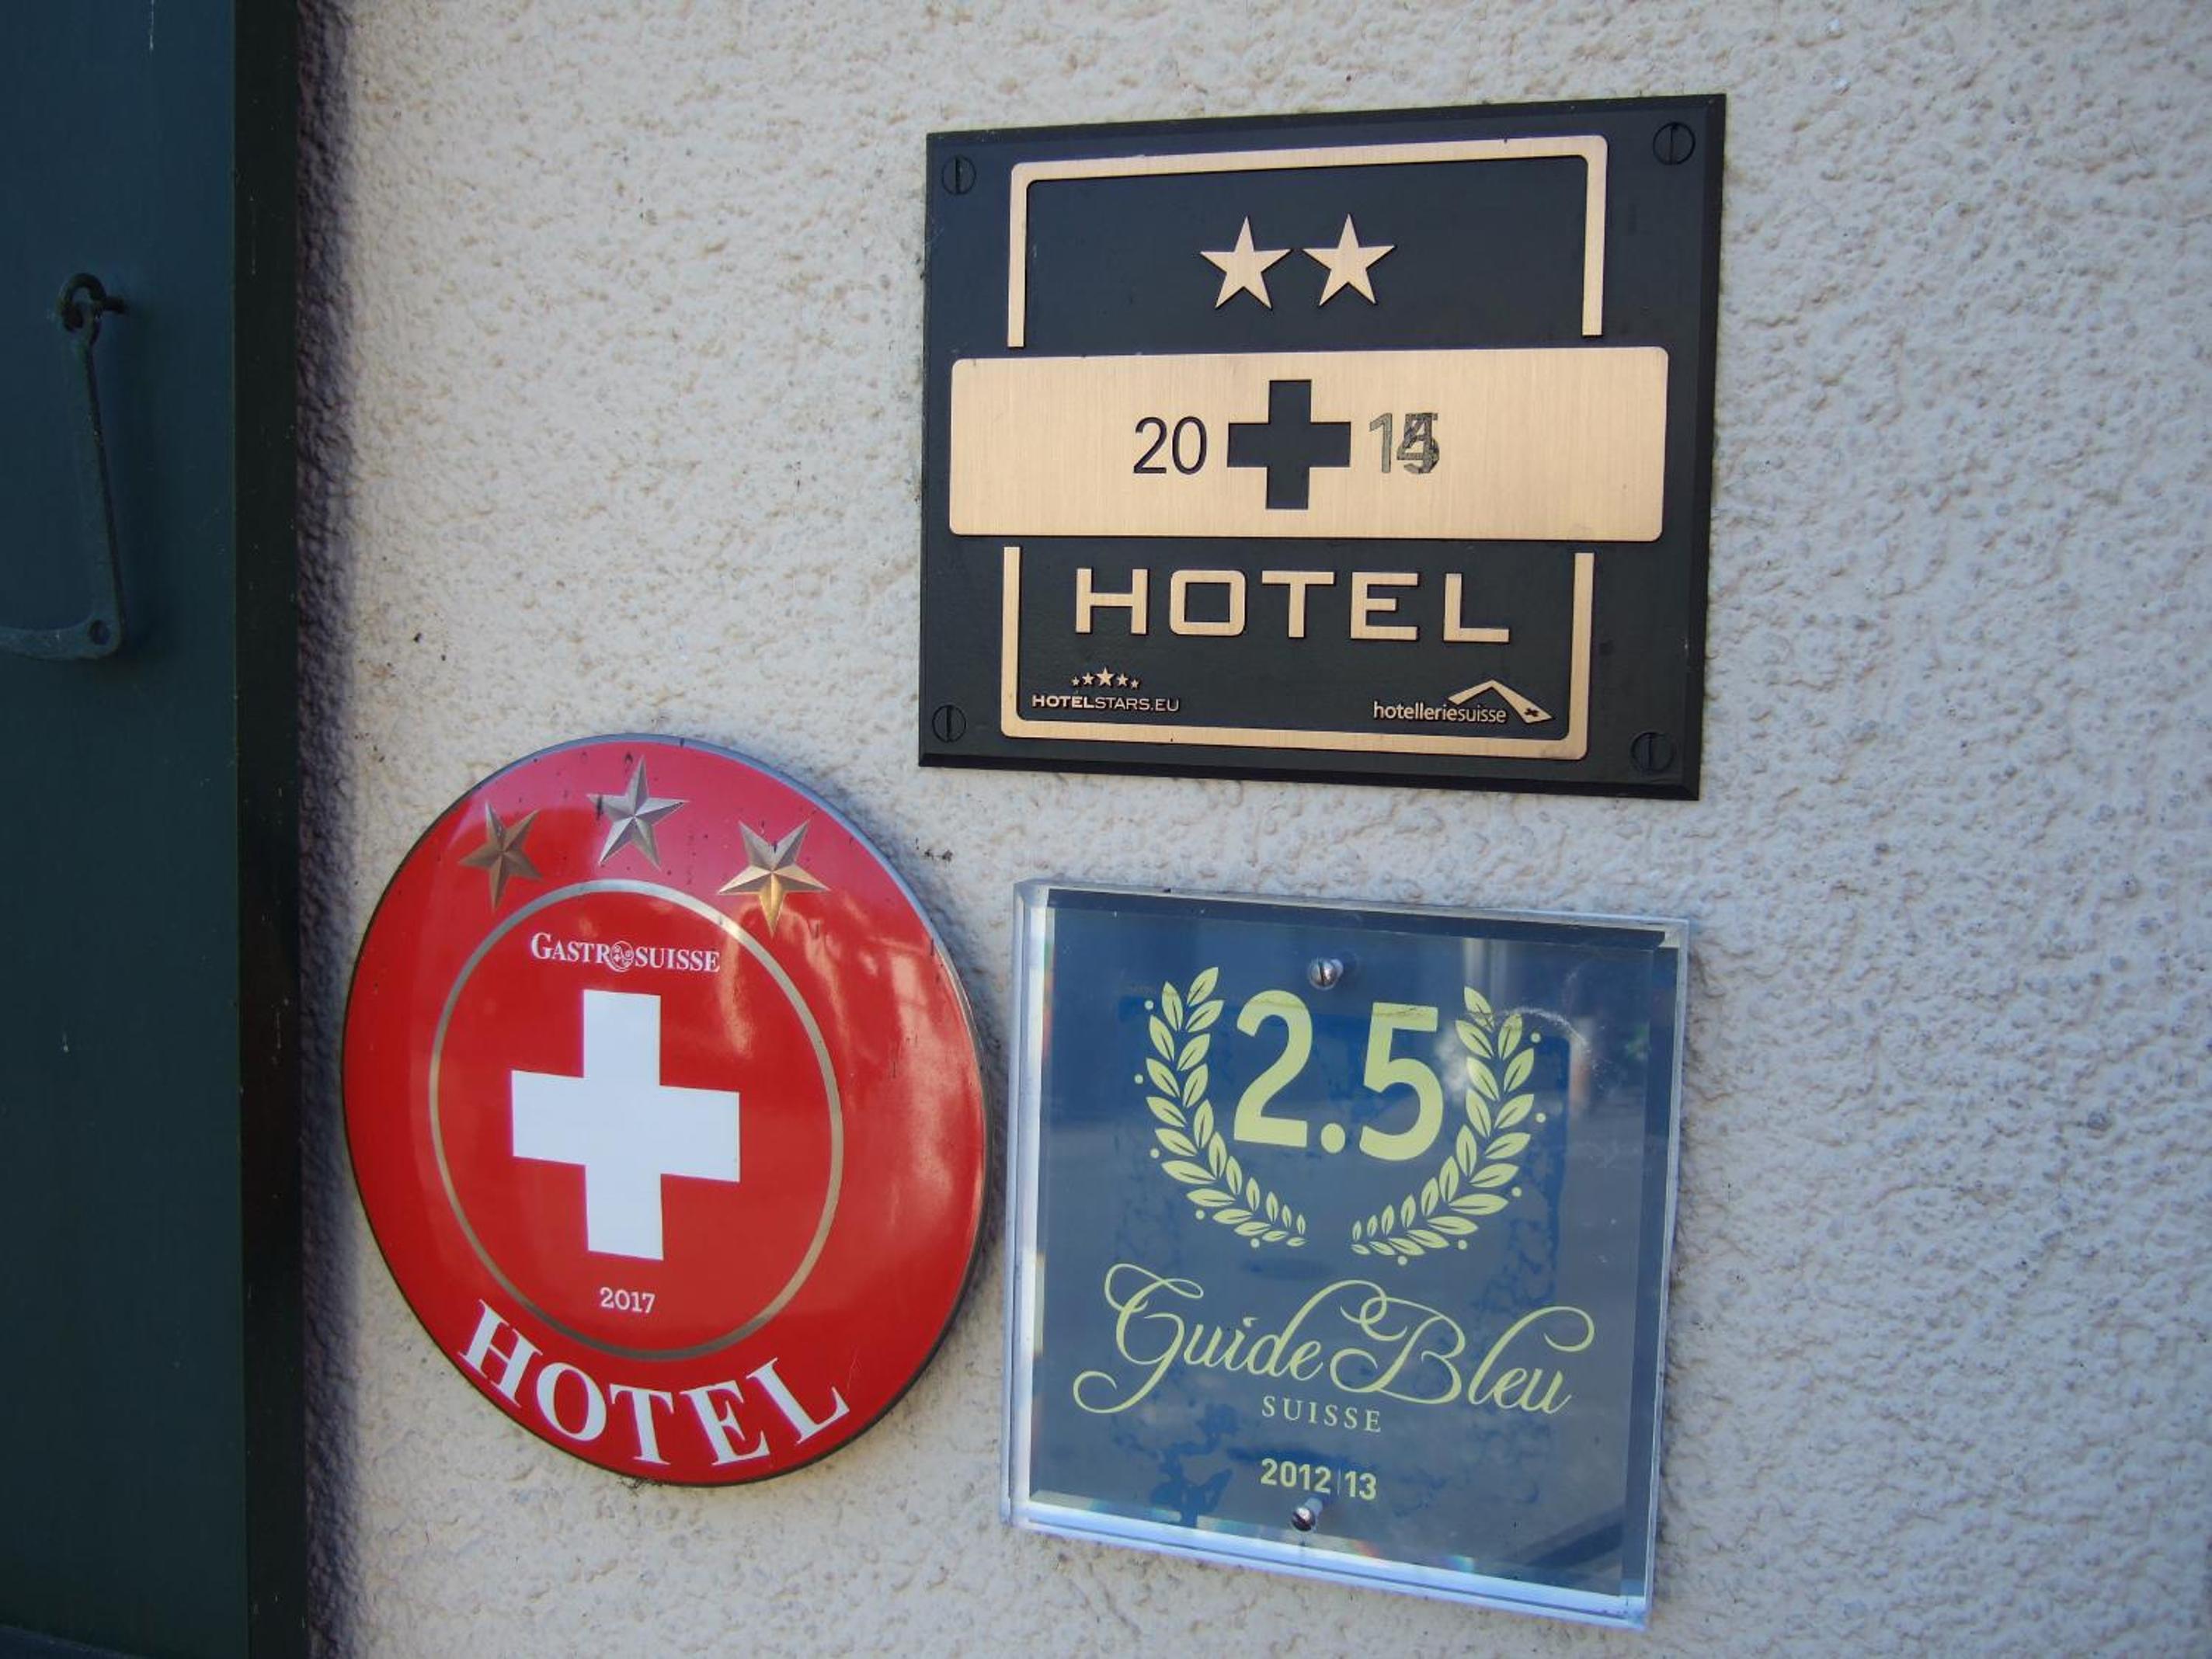 20 15
HOTEL
HOTELSTARS.EU
hotelleriesuisse
GASTROSUISSE
2017
HOTEL
2.5
Guide Bleu
SUISSE
2012|13